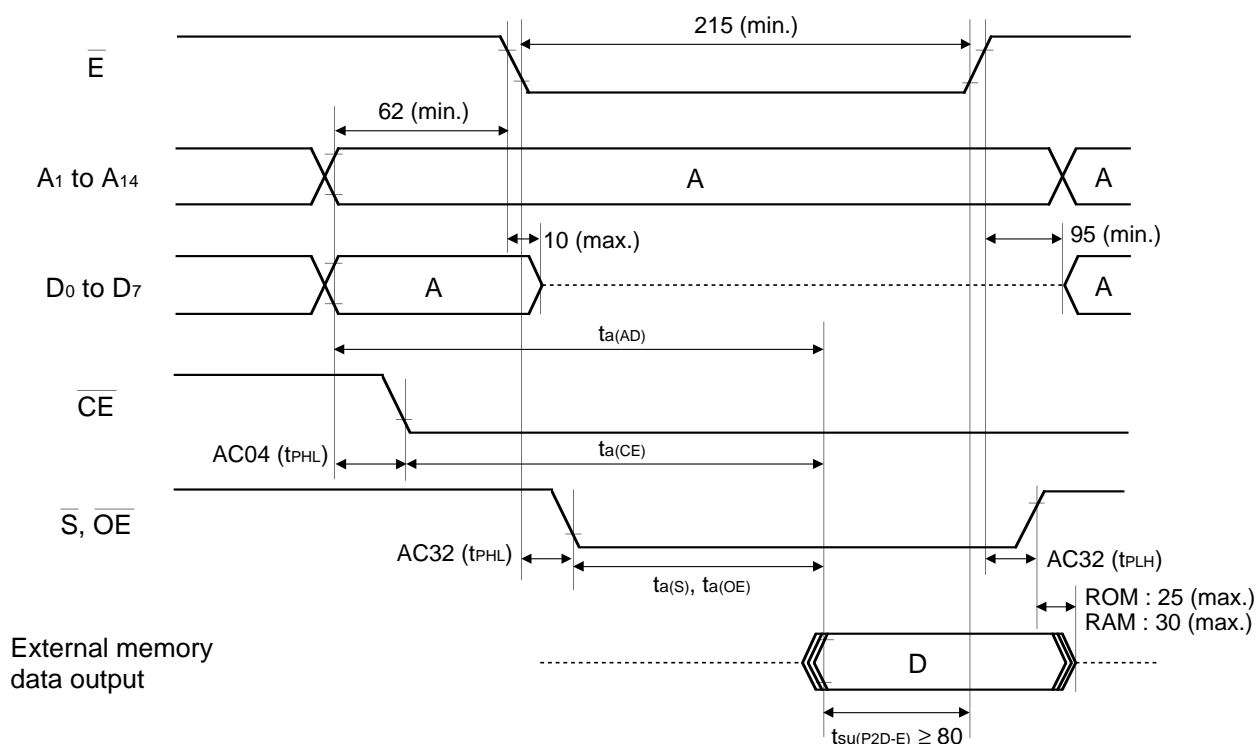 215 (min.)
E
62 (min.)
A1 to A14
A
A
10 (max.)
95 (min.)
D0 to D7
A
A
ta(AD)
CE
AC04 (tPHL)
ta(CE)
S, OE
AC32 (tPHL)
AC32 (tPLH)
ta(S), ta(OE)
ROM : 25 (max.)
RAM : 30 (max.)
External memory
data output
D
tsu(P2D-E) ≥ 80